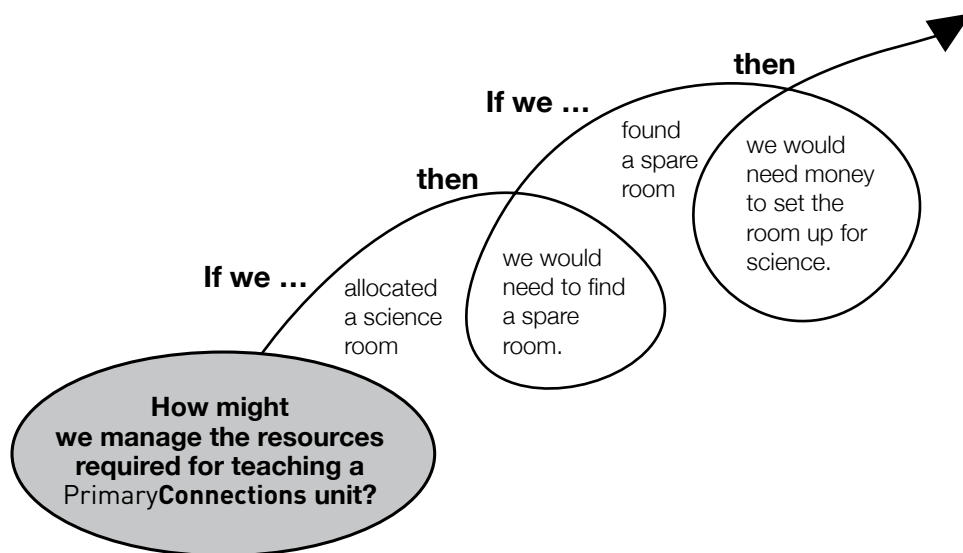 How might
we manage the resources
required for teaching a
PrimaryConnections unit?
If we ...
allocated
a science
room
then
we would
need to find
a spare
room.
If we ...
found
a spare
room
then
we would
need money
to set the
room up for
science.